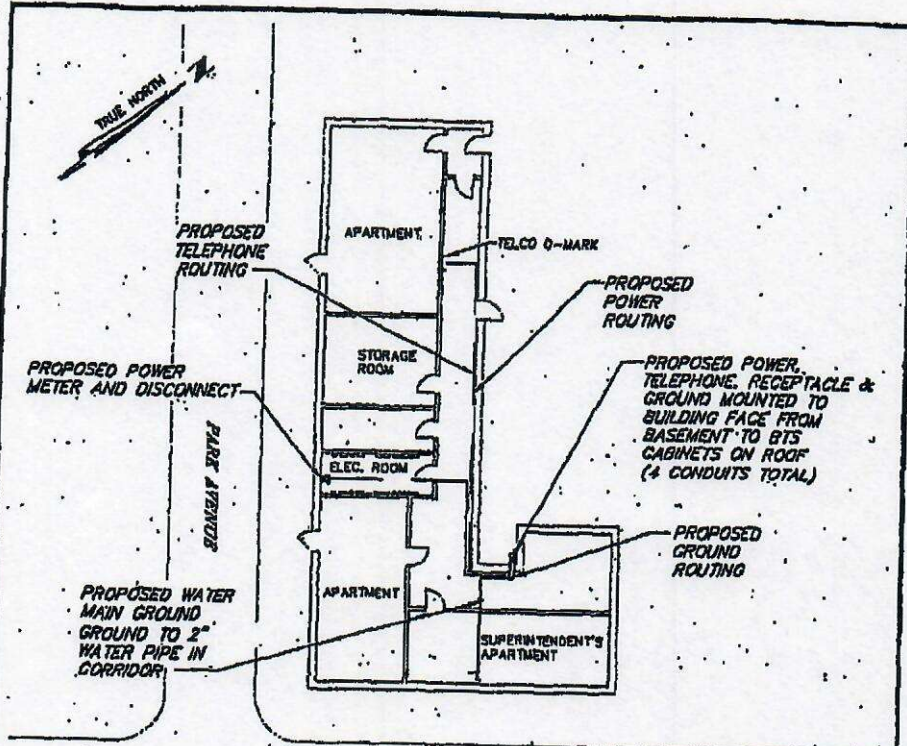 TRUE NORTH
PROPOSED
TELEPHONE
ROUTING
APARTMENT
TELCO D-MARK
PROPOSED
POWER
ROUTING
STORAGE
ROOM
PROPOSED POWER
METER AND DISCONNECT
PROPOSED POWER,
TELEPHONE, RECEPTACLE &
GROUND MOUNTED TO
BUILDING FACE FROM
BASEMENT TO BTS
CABINETS ON ROOF
(4 CONDUITS TOTAL)
PARK AVENUE
ELEC. ROOM
PROPOSED
GROUND
ROUTING
PROPOSED WATER
MAIN GROUND
GROUND TO 2"
WATER PIPE IN
CORRIDOR
APARTMENT
SUPERINTENDENT'S
APARTMENT